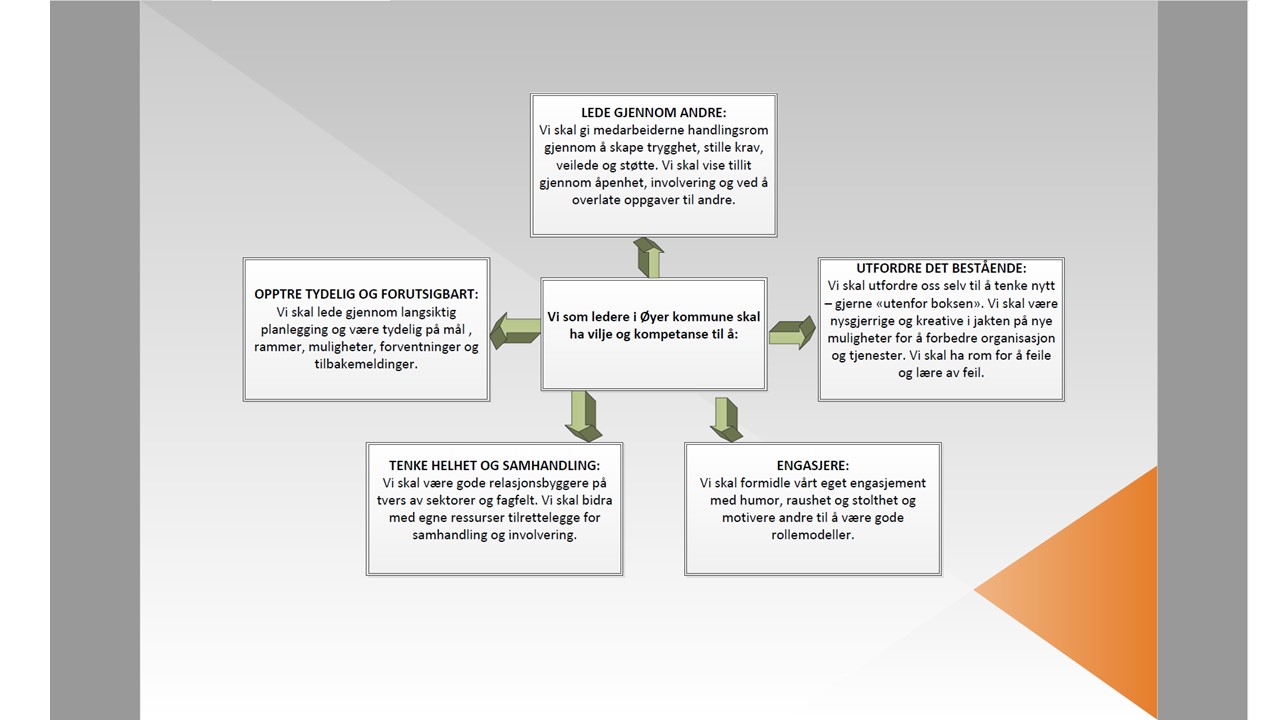 LEDE GJENNOM ANDRE:
Vi skal gi medarbeiderne handlingsrom
gjennom å skape trygghet, stille krav,
veilede og støtte. Vi skal vise tillit
gjennom åpenhet, involvering og ved å
overlate oppgaver til andre.
OPPTRE TYDELIG OG FORUTSIGBART:
Vi skal lede gjennom langsiktig
planlegging og være tydelig på mål ,
rammer, muligheter, forventninger og
tilbakemeldinger.
Vi som ledere i Øyer kommune skal
ha vilje og kompetanse til å:
UTFORDRE DET BESTÅENDE:
Vi skal utfordre oss selv til å tenke nytt
– gjerne «utenfor boksen». Vi skal være
nysgjerrige og kreative i jakten på nye
muligheter for å forbedre organisasjon
og tjenester. Vi skal ha rom for å feile
og lære av feil.
TENKE HELHET OG SAMHANDLING:
Vi skal være gode relasjonsbyggere på
tvers av sektorer og fagfelt. Vi skal bidra
med egne ressurser tilrettelegge for
samhandling og involvering.
ENGASJERE:
Vi skal formidle vårt eget engasjement
med humor, raushet og stolthet og
motivere andre til å være gode
rollemodeller.